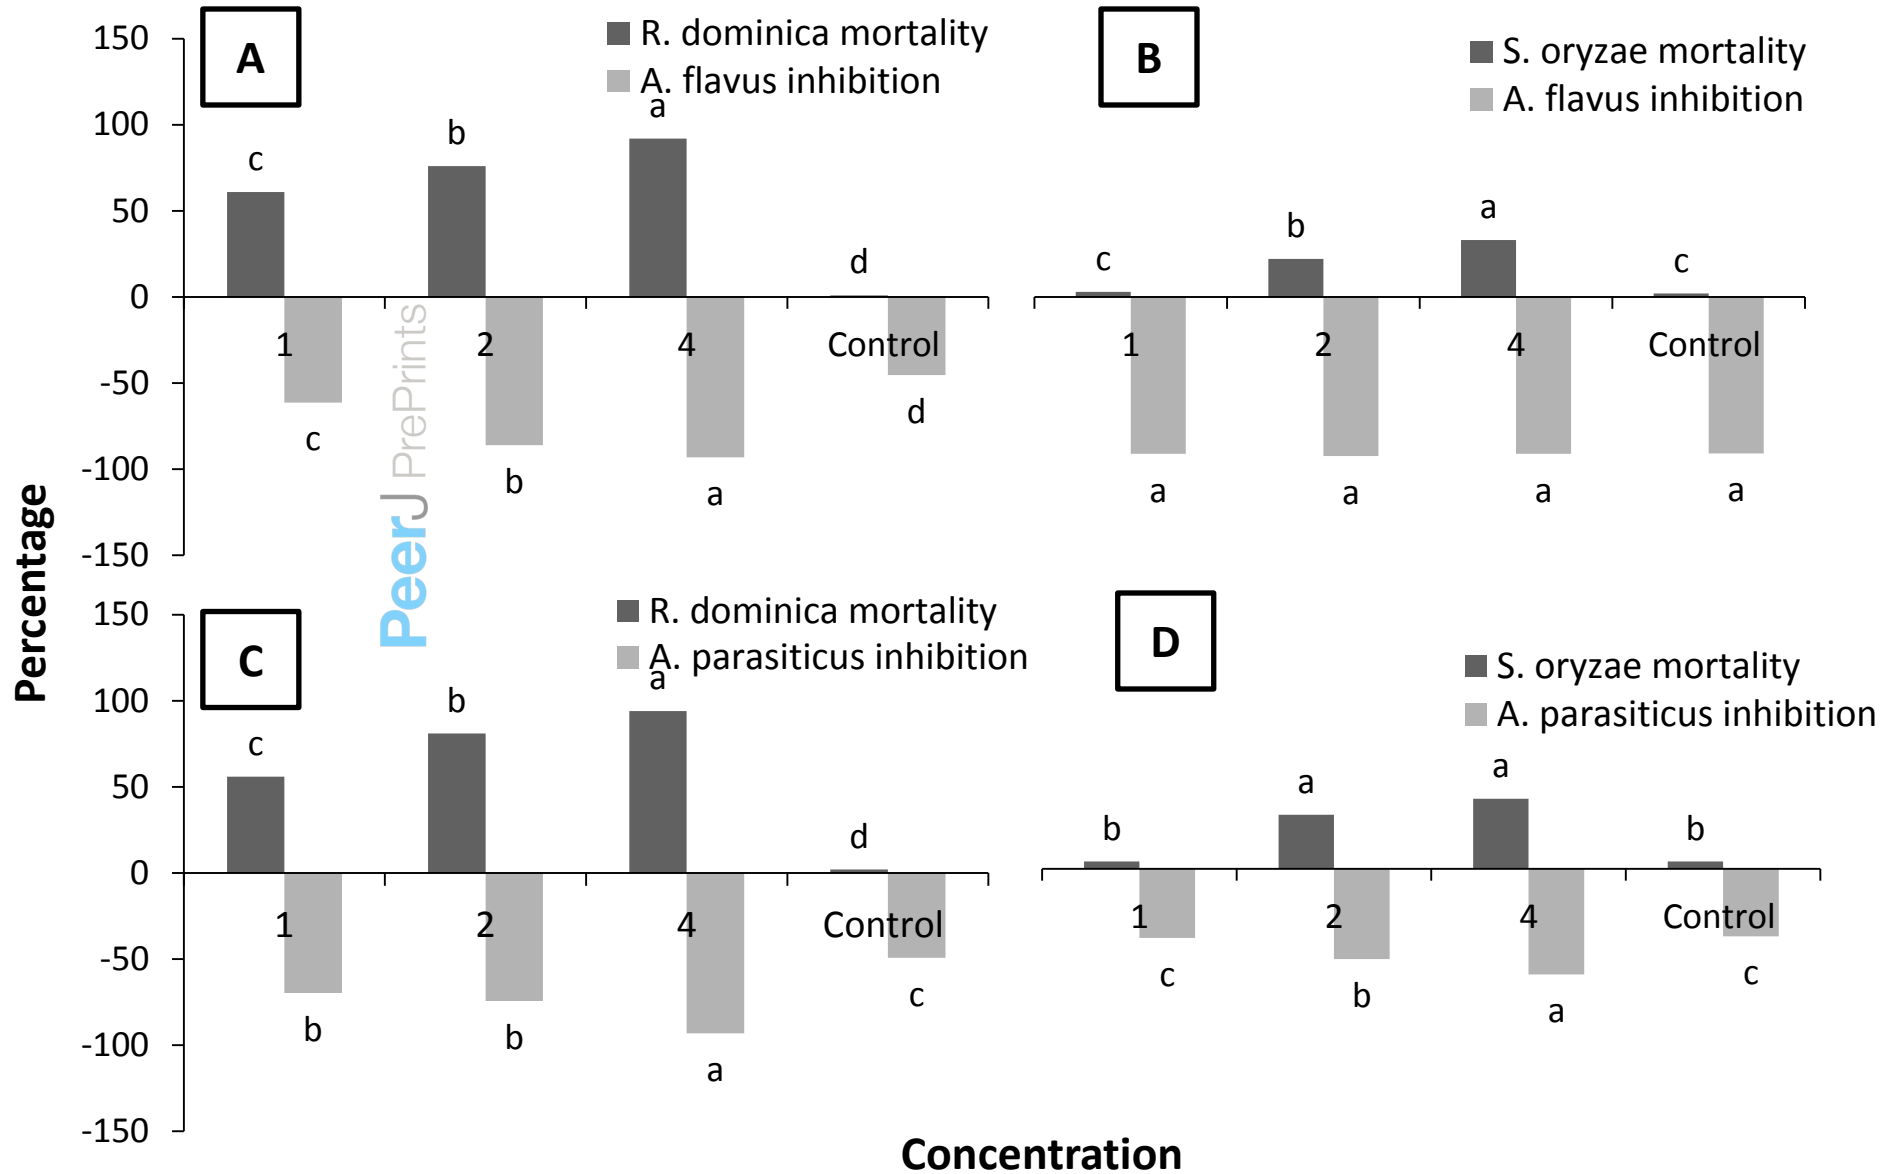 A
R. dominica mortality
A. flavus inhibition
150
100
50
0
-50
-100
-150
c
b
a
d
1
2
4
Control
c
b
a
d
B
S. oryzae mortality
A. flavus inhibition
c
b
a
c
1
2
4
Control
a
a
a
a
PeerJ PrePrints
Percentage
C
R. dominica mortality
A. parasiticus inhibition
150
100
50
0
-50
-100
-150
c
b
a
d
1
2
4
Control
b
b
a
c
D
S. oryzae mortality
A. parasiticus inhibition
b
a
a
b
1
2
4
Control
c
b
a
c
Concentration